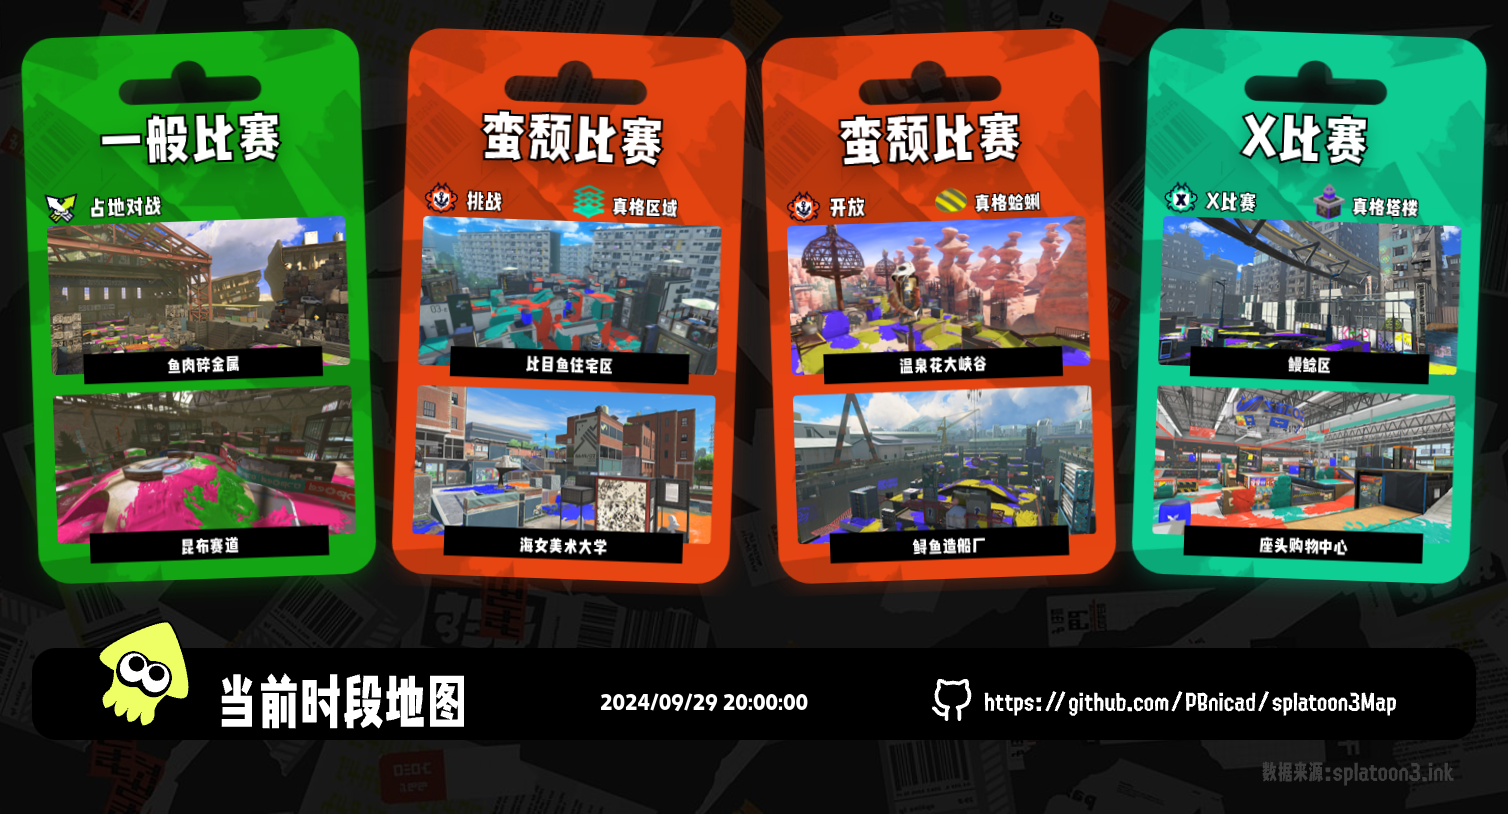 一般比赛
占地对战
鱼肉碎金属
昆布赛道
蛮颓比赛
挑战
真格区域
比目鱼住宅区
海女美术大学
蛮颓比赛
开放
真格蛤蜊
温泉花大峡谷
鲟鱼造船厂
X比赛
X比赛
真格塔楼
鳗鲶区
座头购物中心
当前时段地图
2024/09/29 20:00:00
https://github.com/PBnicad/splatoon3Map
数据来源:splatoon3.ink